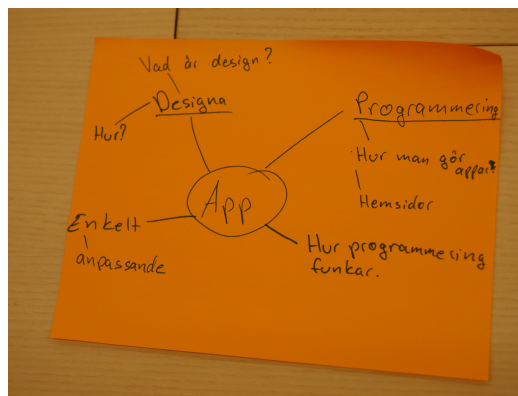 Vad är design?
Designa
Hur?
Programmering
Hur man gör
appar?
Hemsidor
App
Enkelt
anpassande
Hur programmering
funkar.